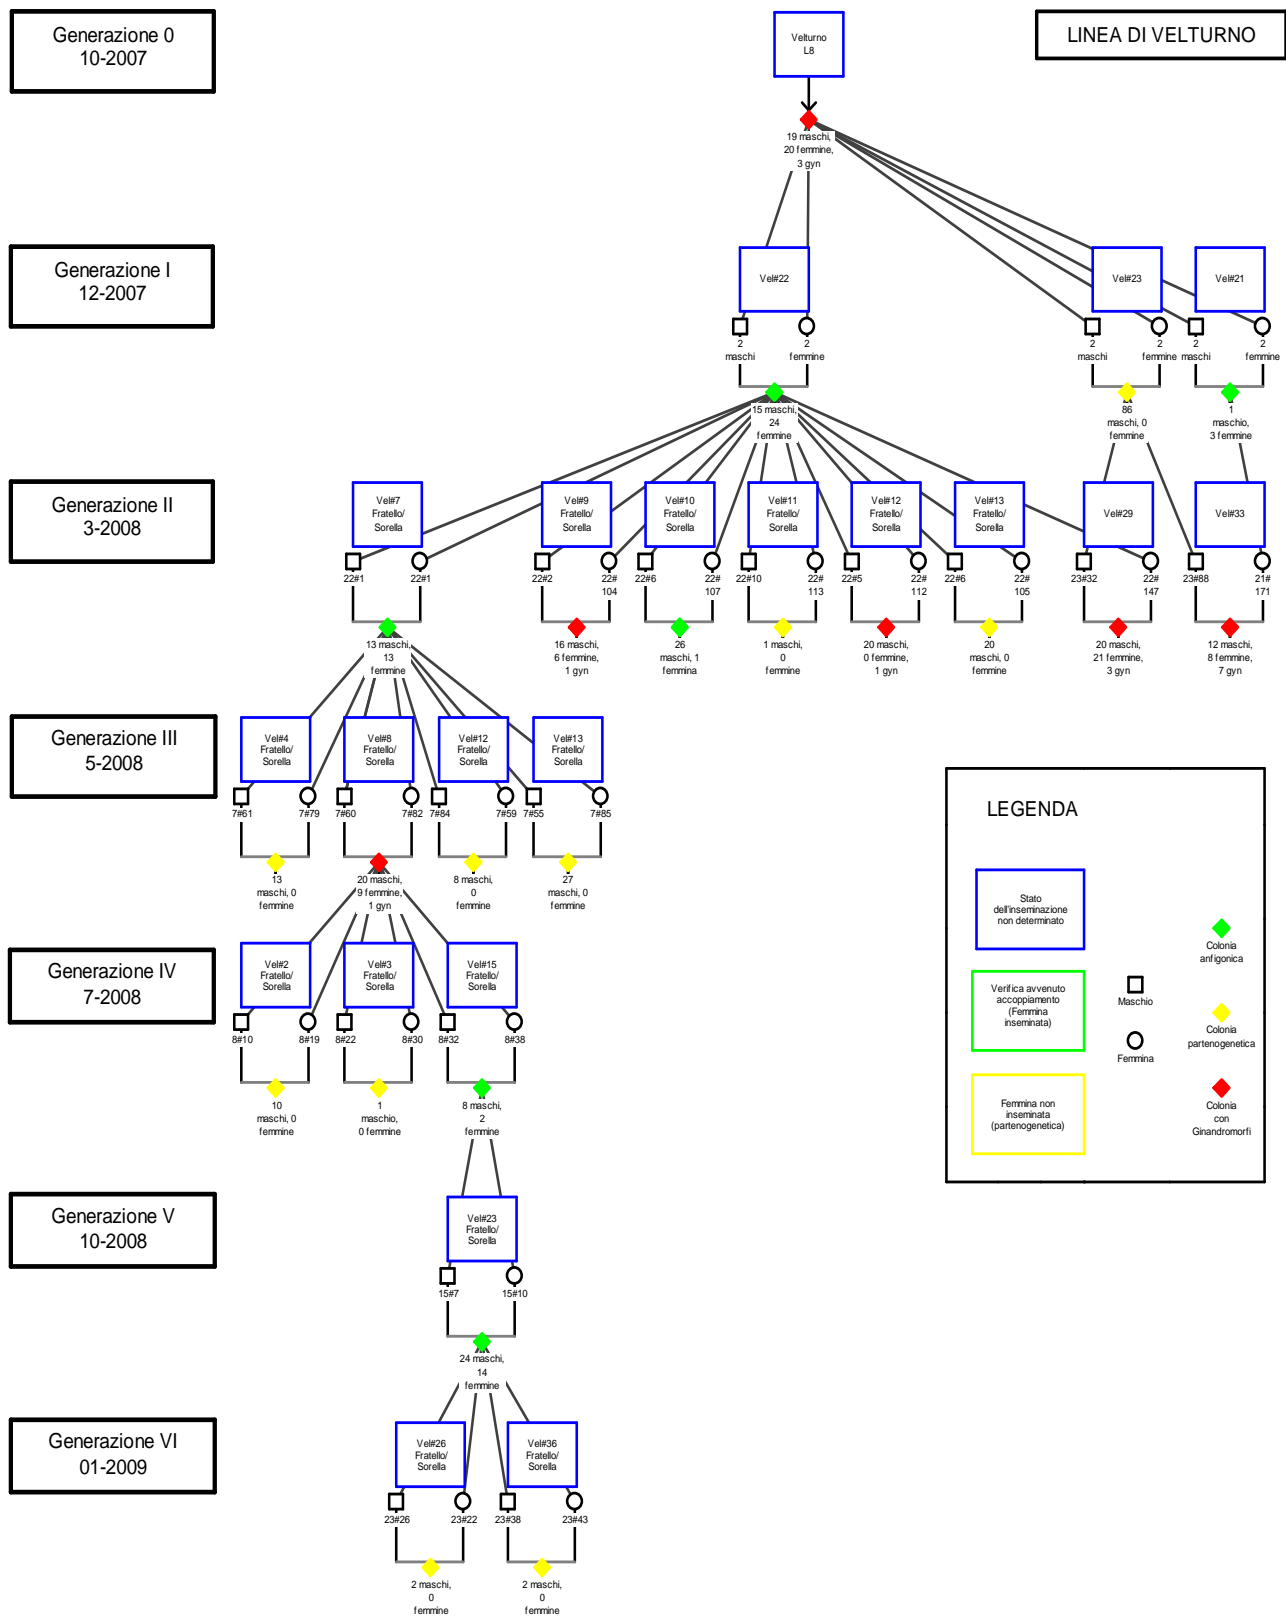 Generazione 0
10-2007
Velturno
L8
LINEA DI VELTURNO
19 maschi,
20 femmine,
3 gyn
Generazione I
12-2007
Vel#22
Vel#23
Vel#21
2
maschi
2
femmine
2
maschi
2
femmine
2
maschi
2
femmine
15 maschi,
24
femmine
86
maschi, 0
femmine
1
maschio,
3 femmine
Generazione II
3-2008
Vel#7
Fratello/
Sorella
Vel#9
Fratello/
Sorella
Vel#10
Fratello/
Sorella
Vel#11
Fratello/
Sorella
Vel#12
Fratello/
Sorella
Vel#13
Fratello/
Sorella
Vel#29
Vel#33
22#1
22#1
22#2
22#
104
22#6
22#
107
22#10
22#
113
22#5
22#
112
22#6
22#
105
23#32
22#
147
23#88
21#
171
13 maschi,
13
femmine
16 maschi,
6 femmine,
1 gyn
26
maschi, 1
femmina
1 maschi,
0
femmine
20 maschi,
0 femmine,
1 gyn
20
maschi, 0
femmine
20 maschi,
21 femmine,
3 gyn
12 maschi,
8 femmine,
7 gyn
Generazione III
5-2008
Vel#4
Fratello/
Sorella
Vel#8
Fratello/
Sorella
Vel#12
Fratello/
Sorella
Vel#13
Fratello/
Sorella
7#61
7#79
7#60
7#82
7#84
7#59
7#55
7#85
13
maschi, 0
femmine
20 maschi,
9 femmine,
1 gyn
8 maschi,
0
femmine
27
maschi, 0
femmine
Generazione IV
7-2008
Vel#2
Fratello/
Sorella
Vel#3
Fratello/
Sorella
Vel#15
Fratello/
Sorella
8#10
8#19
8#22
8#30
8#32
8#38
10
maschi, 0
femmine
1
maschio,
0 femmine
8 maschi,
2
femmine
Generazione V
10-2008
Vel#23
Fratello/
Sorella
15#7
15#10
24 maschi,
14
femmine
Generazione VI
01-2009
Vel#26
Fratello/
Sorella
Vel#36
Fratello/
Sorella
23#26
23#22
23#38
23#43
2 maschi,
0
femmine
2 maschi,
0
femmine
LEGENDA
Stato
dell'inseminazione
non determinato
Verifica avvenuto
accoppiamento
(Femmina
inseminata)
Femmina non
inseminata
(partenogenetica)
Maschio
Femmina
Colonia
anfigonica
Colonia
partenogenetica
Colonia
con
Ginandromorfi